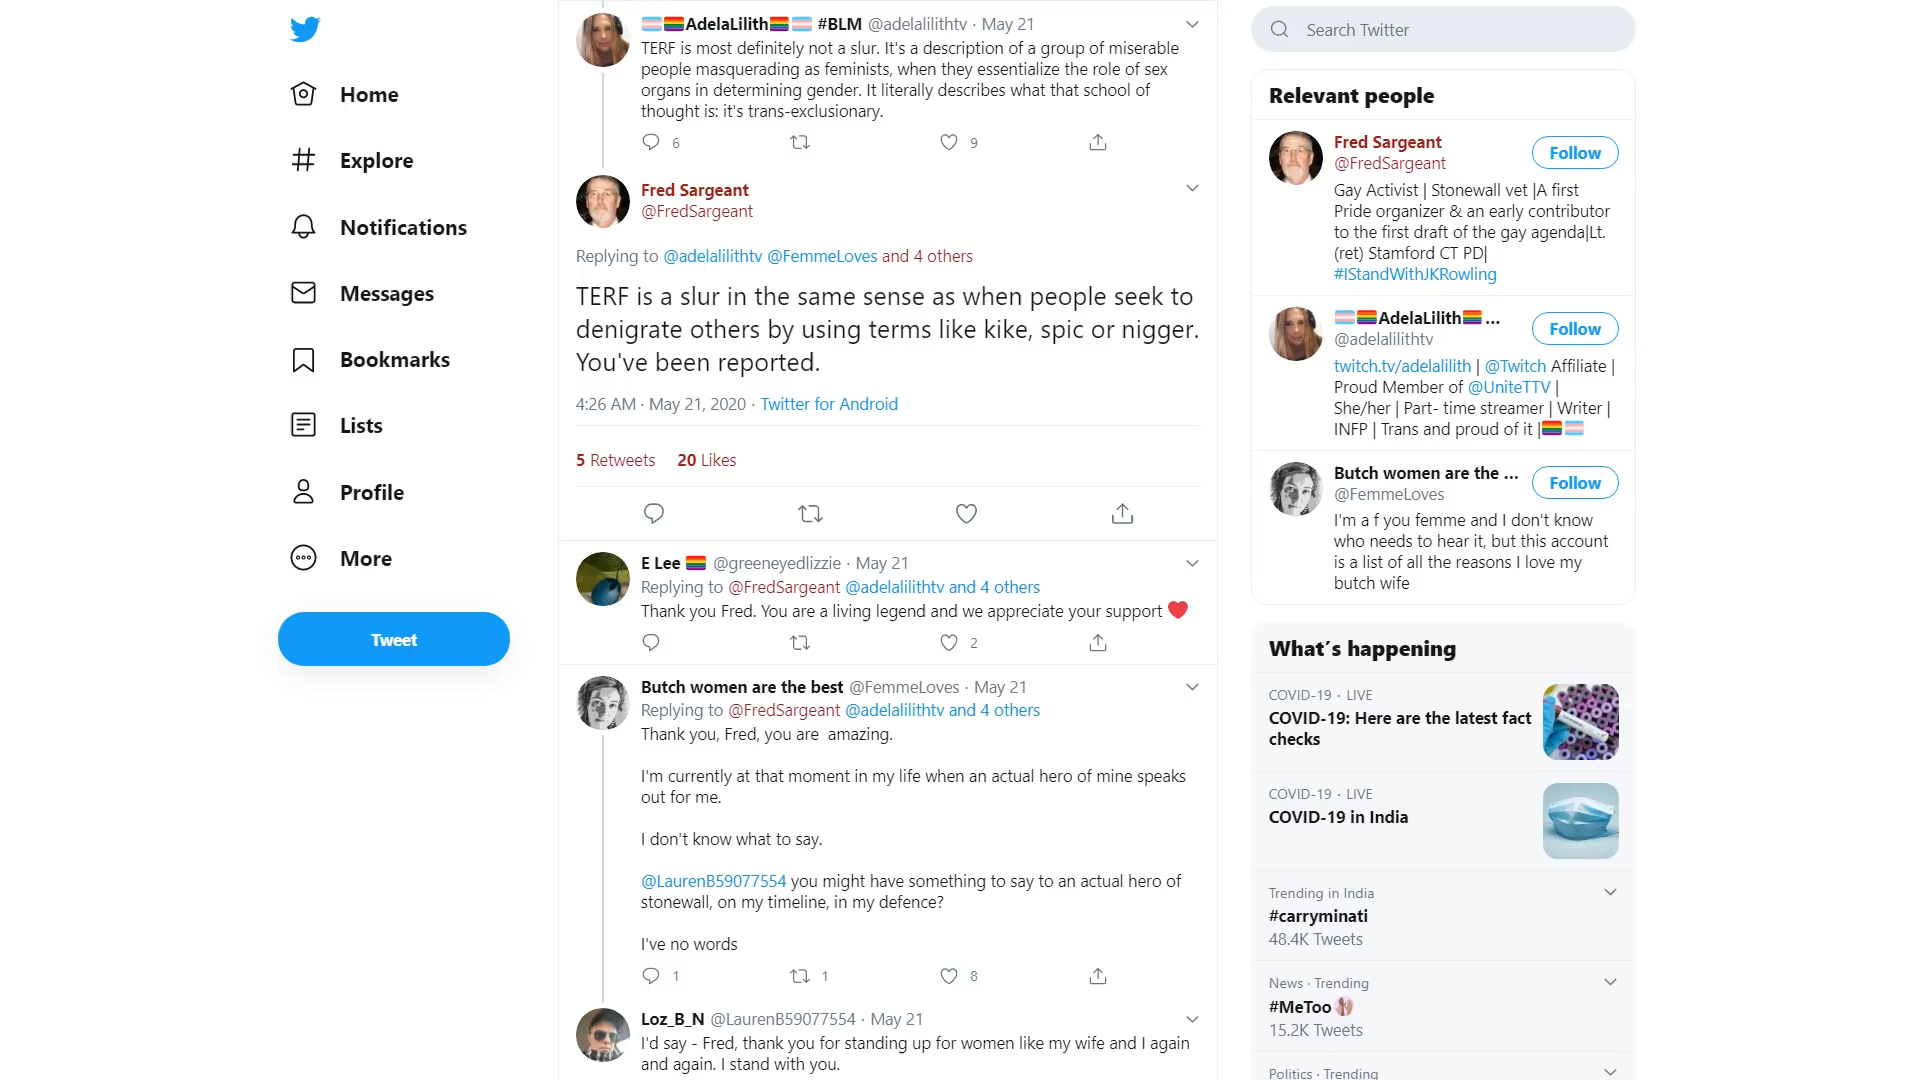 Home
Explore
Notifications
Messages
Bookmarks
Lists
Profile
More
Tweet
AdelaLilith #BLM @adelalilithtv · May 21
TERF is most definitely not a slur. It's a description of a group of miserable
people masquerading as feminists, when they essentialize the role of sex
organs in determining gender. It literally describes what that school of
thought is: it's trans-exclusionary.
6 9
Fred Sargeant
@FredSargeant
Replying to @adelalilithtv @FemmeLoves and 4 others
TERF is a slur in the same sense as when people seek to
denigrate others by using terms like kike, spic or nigger.
You've been reported.
4:26 AM · May 21, 2020 · Twitter for Android
5 Retweets 20 Likes
E Lee @greeneyedlizzie · May 21
Replying to @FredSargeant @adelalilithtv and 4 others
Thank you Fred. You are a living legend and we appreciate your support ❤
2
Butch women are the best @FemmeLoves · May 21
Replying to @FredSargeant @adelalilithtv and 4 others
Thank you, Fred, you are amazing.
I'm currently at that moment in my life when an actual hero of mine speaks
out for me.
I don't know what to say.
@LaurenB59077554 you might have something to say to an actual hero of
stonewall, on my timeline, in my defence?
I've no words
1 1 8
Loz_B_N @LaurenB59077554 · May 21
I'd say - Fred, thank you for standing up for women like my wife and I again
and again. I stand with you.
Search Twitter
Relevant people
Fred Sargeant
@FredSargeant
Follow
Gay Activist | Stonewall vet |A first
Pride organizer & an early contributor
to the first draft of the gay agenda|Lt.
(ret) Stamford CT PD|
#IStandWithJKRowling
AdelaLilith ...
@adelalilithtv
Follow
twitch.tv/adelalilith | @Twitch Affiliate |
Proud Member of @UniteTTV |
She/her | Part- time streamer | Writer |
INFP | Trans and proud of it |
Butch women are the ...
@FemmeLoves
Follow
I'm a f you femme and I don't know
who needs to hear it, but this account
is a list of all the reasons I love my
butch wife
What's happening
COVID-19 · LIVE
COVID-19: Here are the latest fact
checks
COVID-19 · LIVE
COVID-19 in India
Trending in India
#carryminati
48.4K Tweets
News · Trending
#MeToo
15.2K Tweets
Politics · Trending